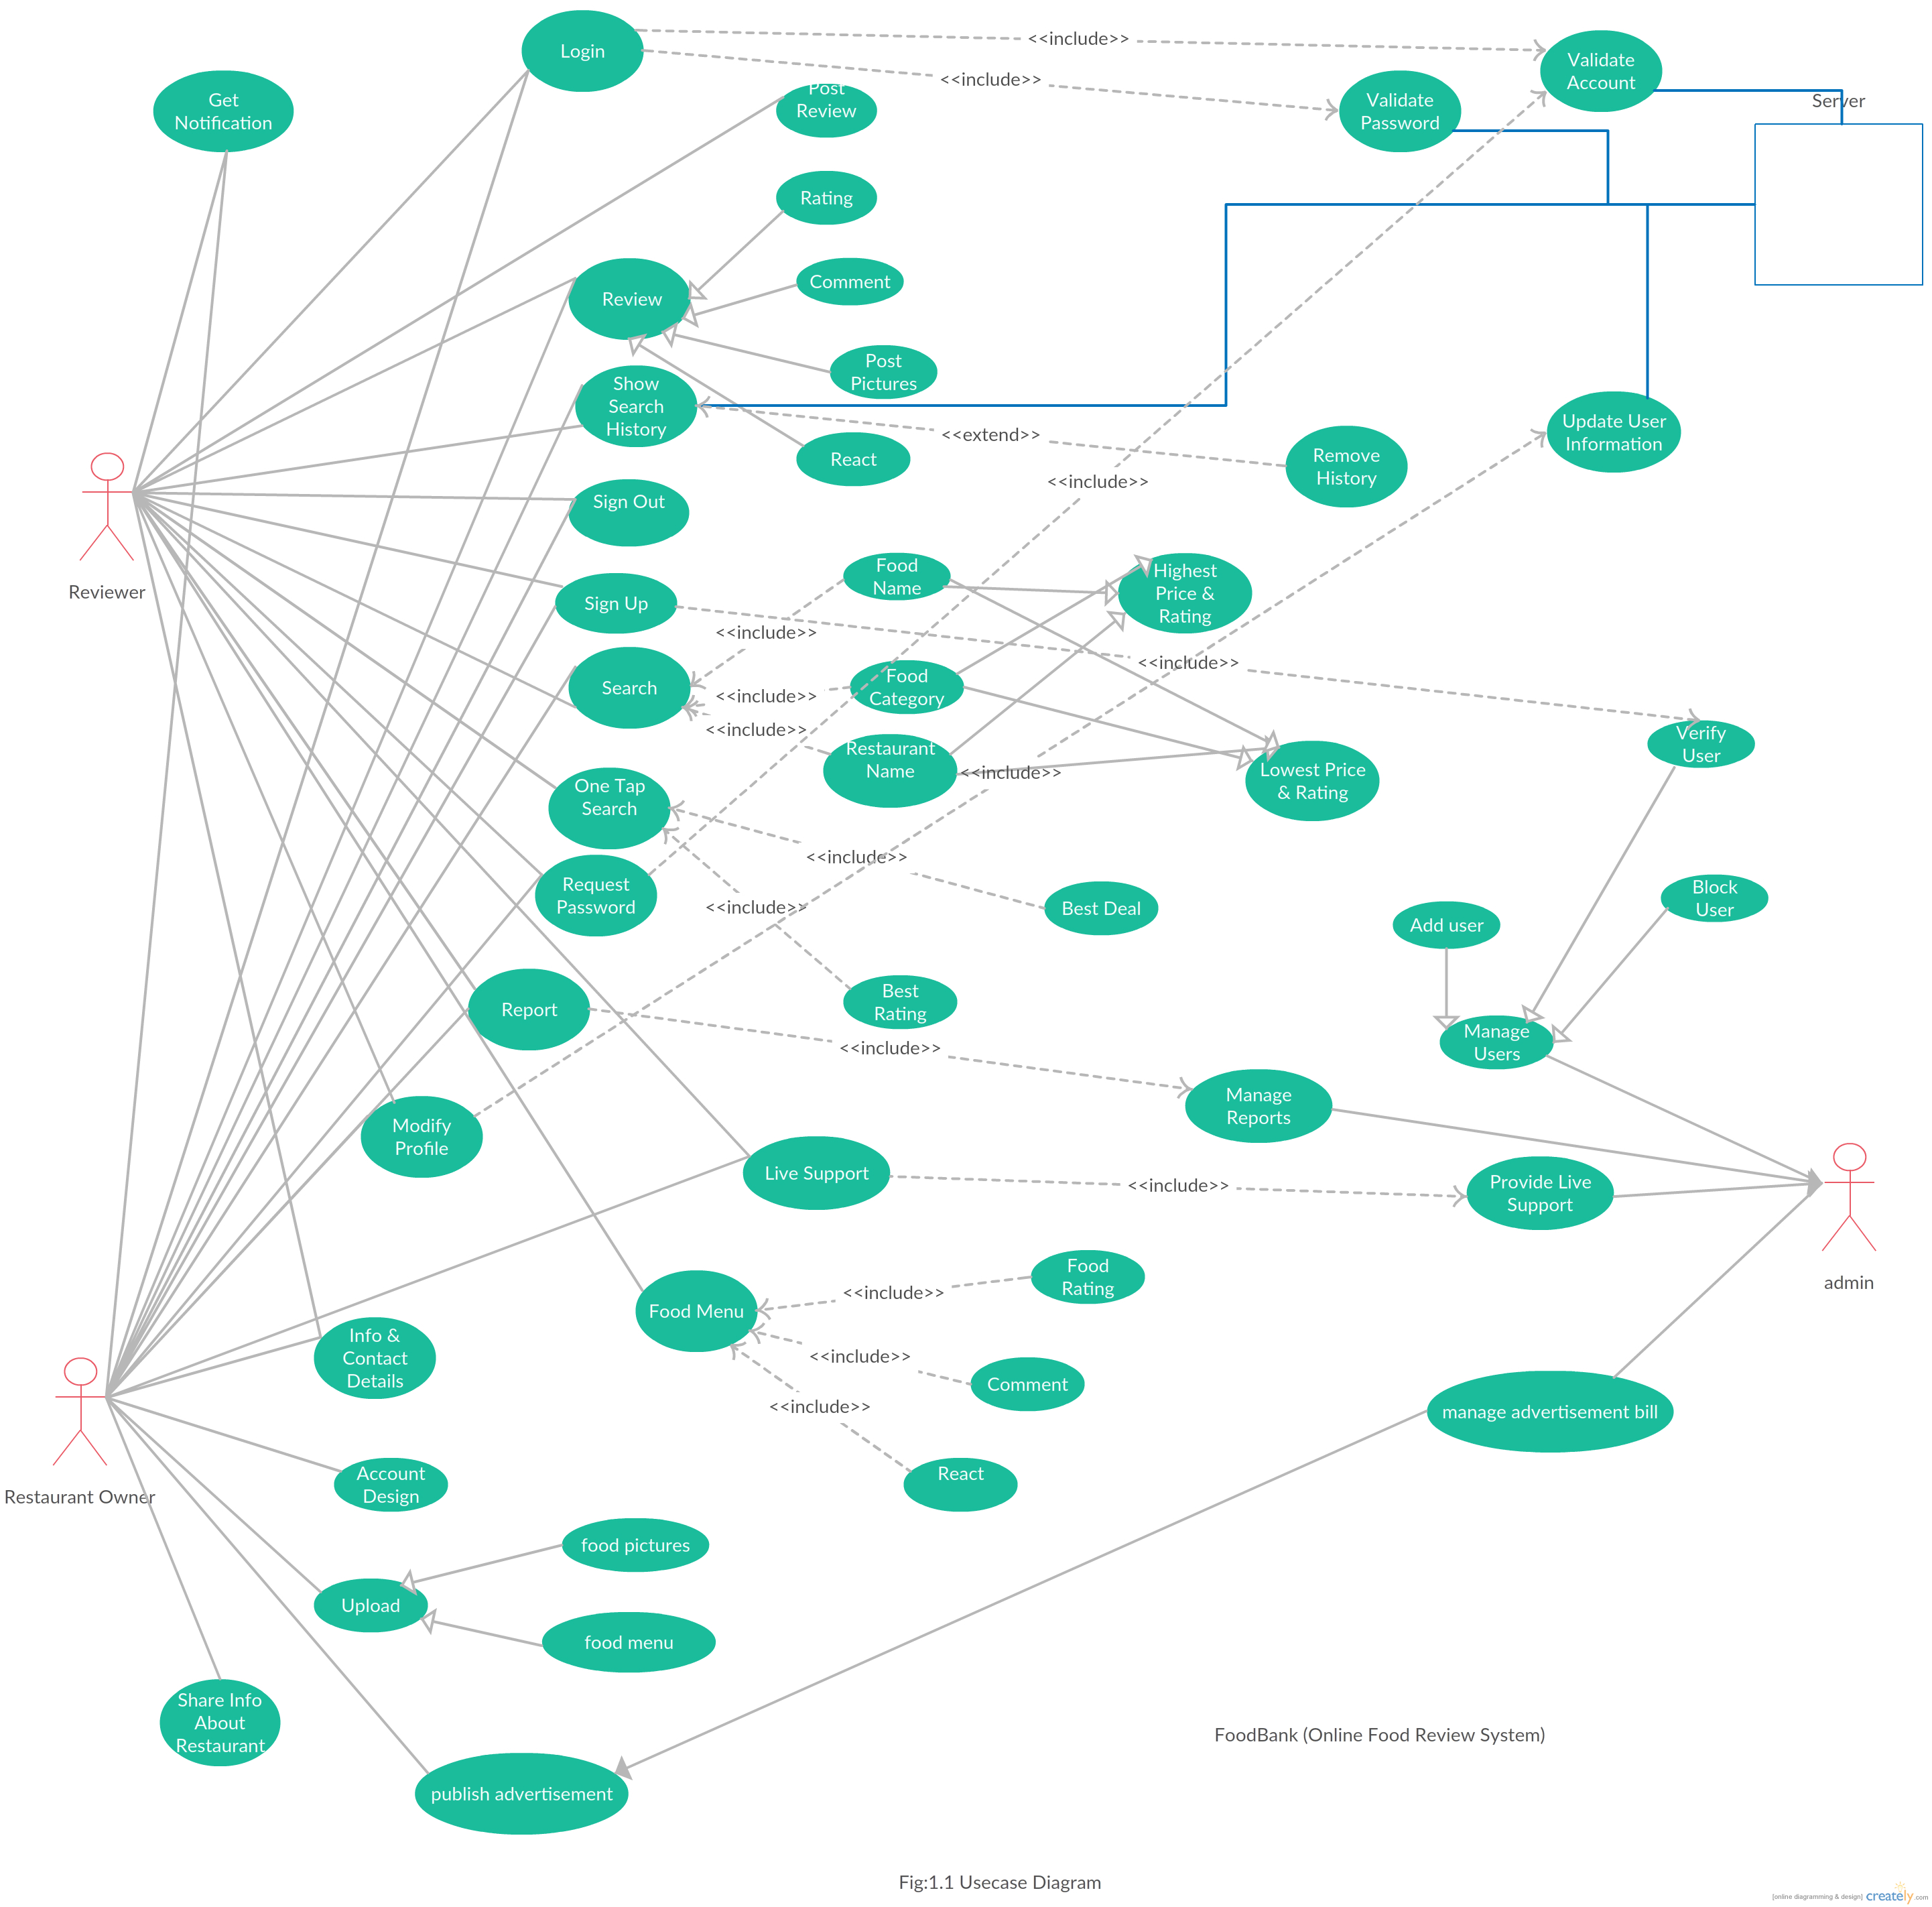 Login
<<include>>
Validate
Account
Get
Notification
<<include>>
Post
Review
Validate
Password
Server
Rating
Comment
Review
Post
Pictures
Show
Search
History
<<extend>>
Update User
Information
React
Remove
History
<<include>>
Sign Out
Reviewer
Food
Name
Highest
Price &
Rating
Sign Up
<<include>>
<<include>>
Search
<<include>>
Food
Category
<<include>>
Restaurant
Name
Verify
User
<<include>>
Lowest Price
& Rating
One Tap
Search
<<include>>
Request
Password
<<include>>
Best Deal
Block
User
Add user
Report
Best
Rating
<<include>>
Manage
Users
Manage
Reports
Modify
Profile
Live Support
<<include>>
Provide Live
Support
Food
Rating
admin
<<include>>
Food Menu
Info &
Contact
Details
<<include>>
Comment
<<include>>
manage advertisement bill
React
Account
Design
Restaurant Owner
food pictures
Upload
food menu
Share Info
About
Restaurant
FoodBank (Online Food Review System)
publish advertisement
Fig:1.1 Usecase Diagram
[online diagramming & design] creately.com